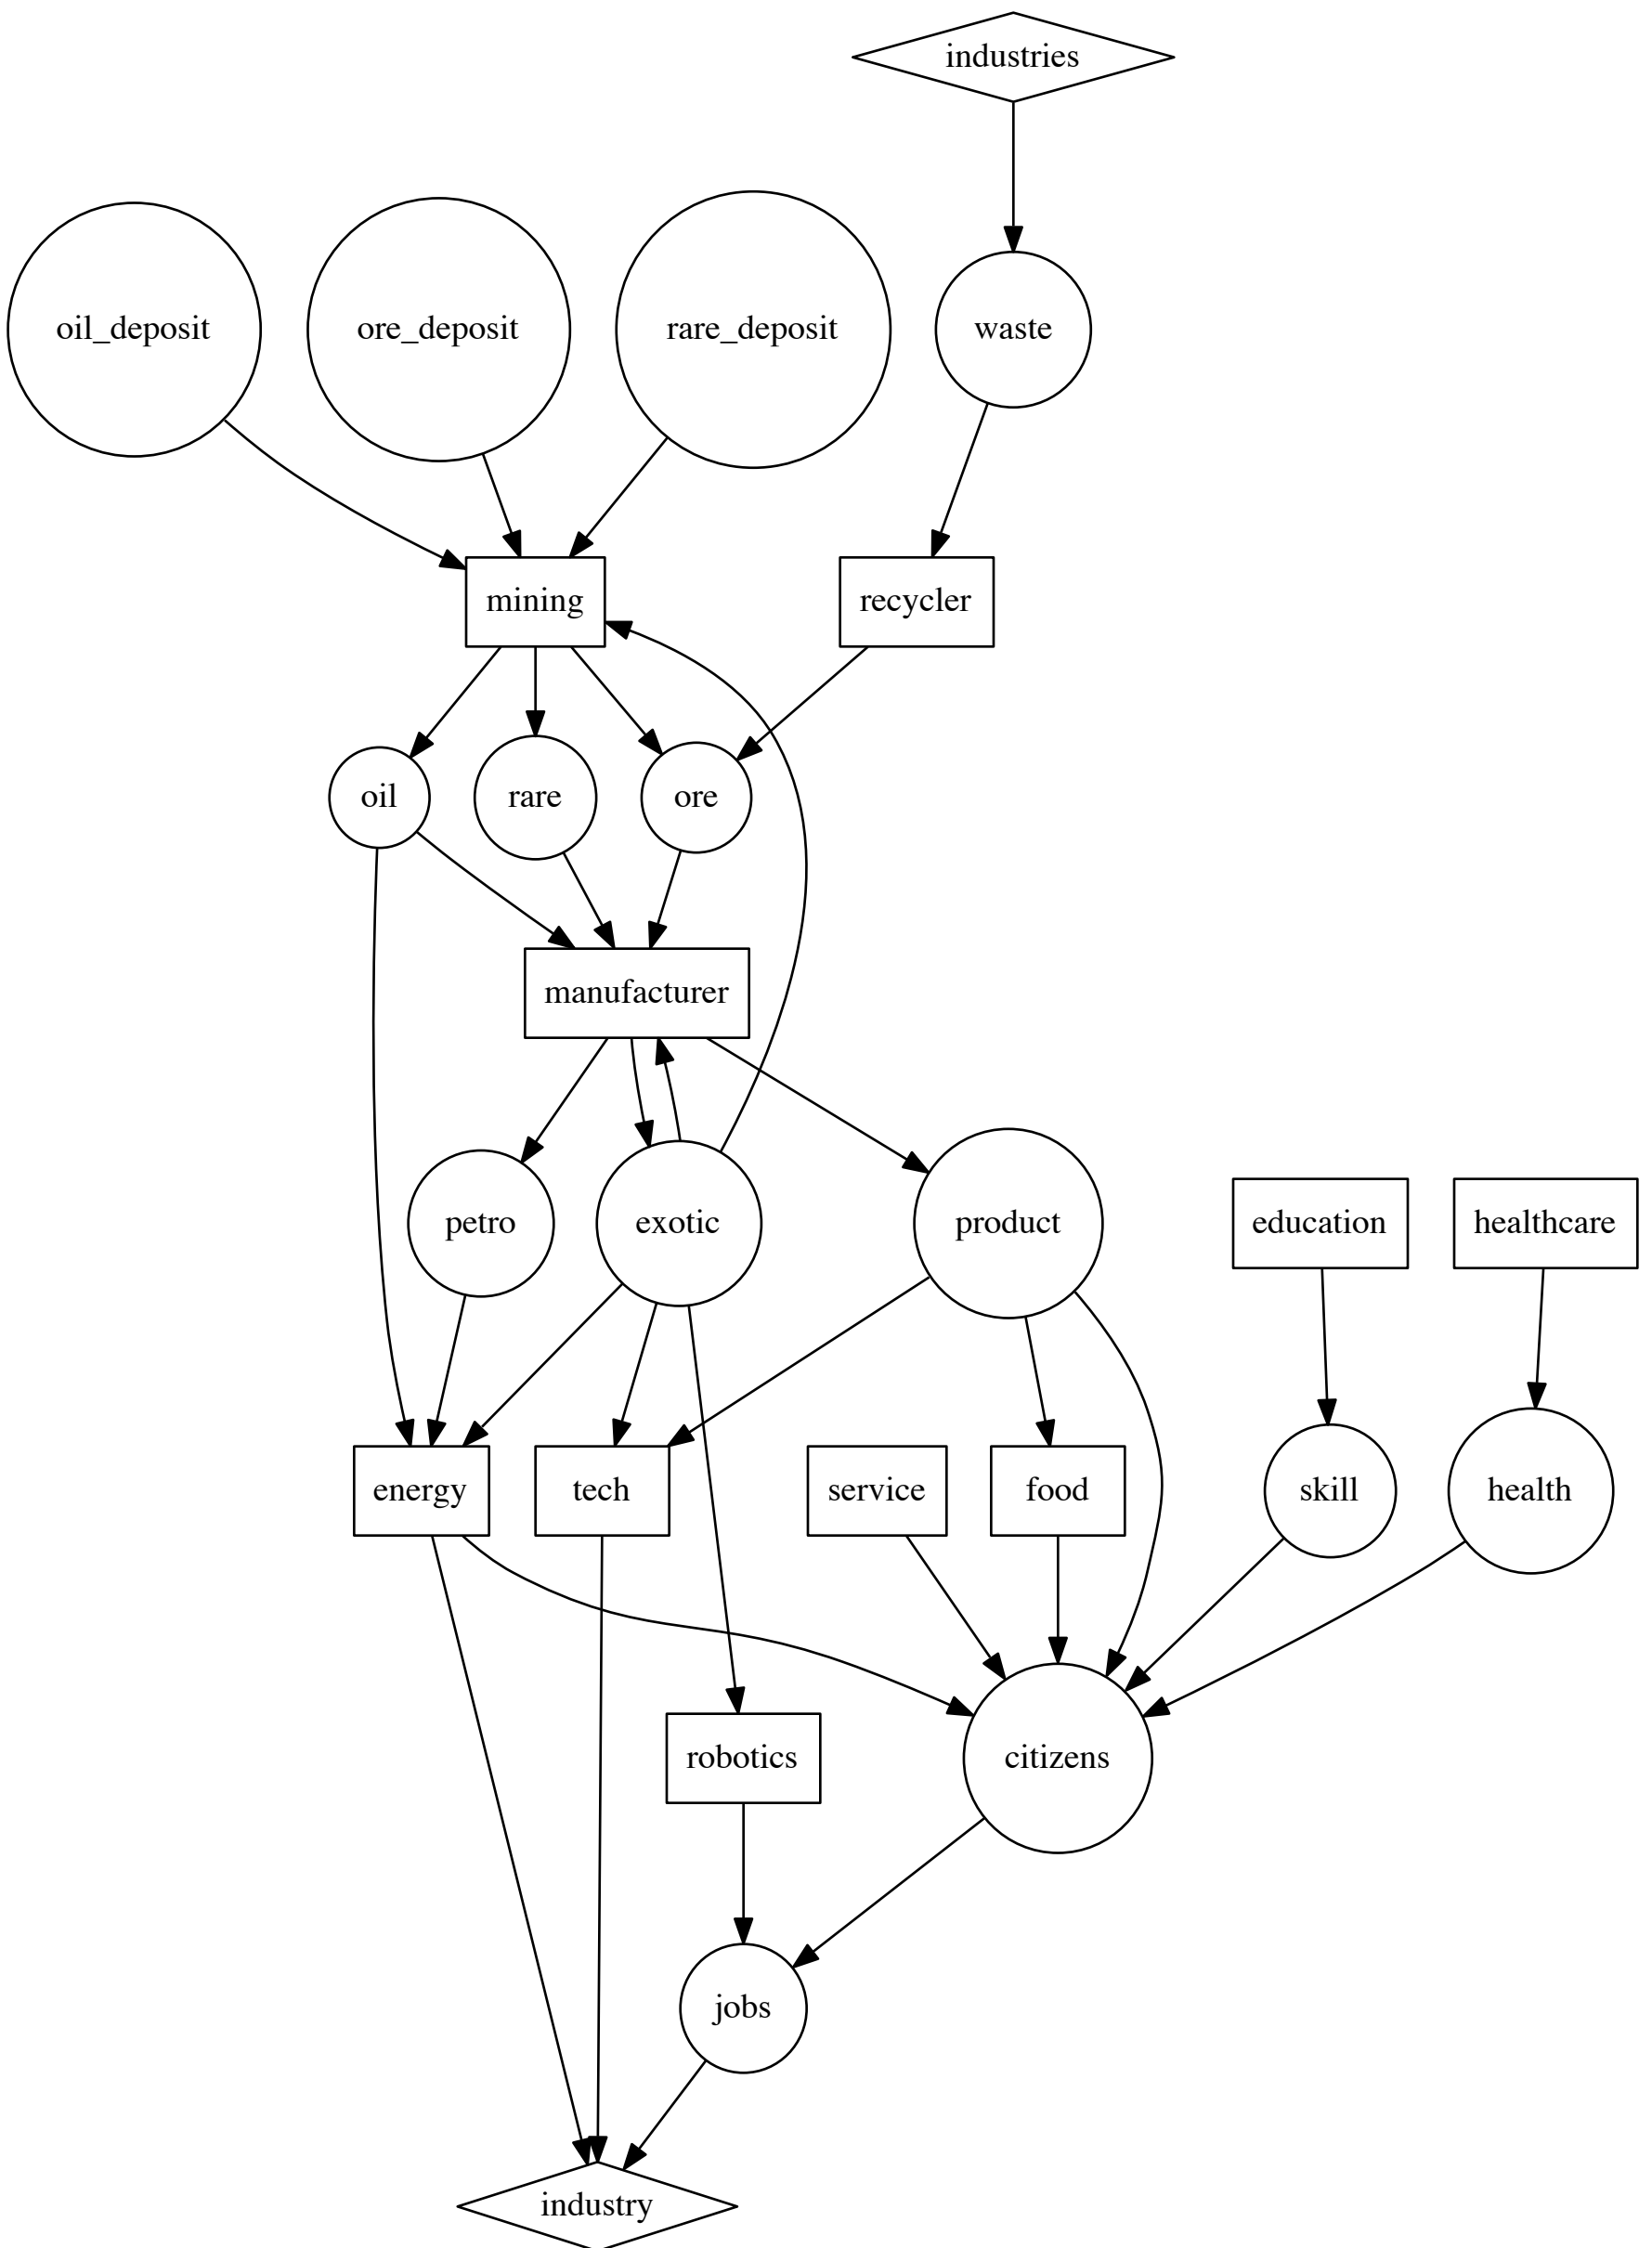 industries
oil_deposit
ore_deposit
rare_deposit
waste
mining
recycler
oil
rare
ore
manufacturer
petro
exotic
product
education
healthcare
energy
tech
service
food
skill
health
robotics
citizens
jobs
industry